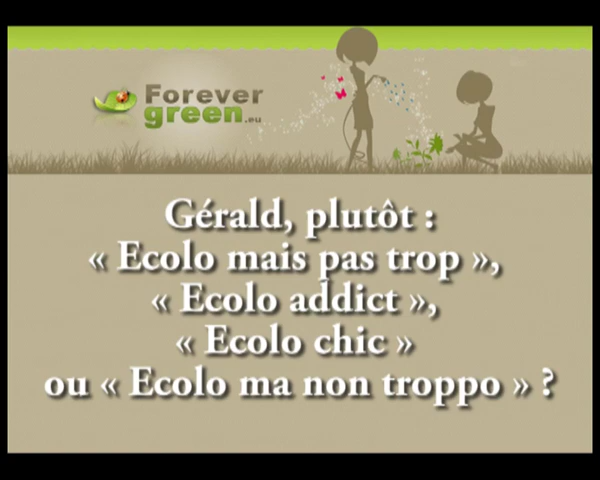 Forever
green.eu
Gérald, plutôt :
« Ecolo mais pas trop »,
« Ecolo addict »,
« Ecolo chic »
ou « Ecolo ma non troppo » ?